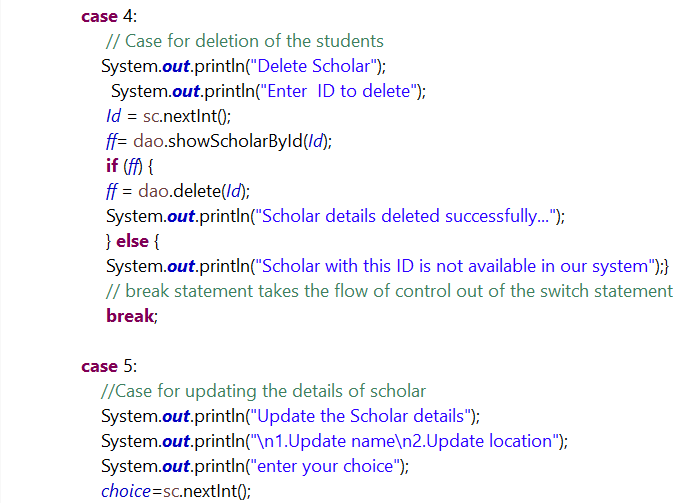 case 4:
// Case for deletion of the students
System.out.println("Delete Scholar");
System.out.println("Enter  ID to delete");
Id = sc.nextInt();
ff= dao.showScholarById(Id);
if (ff) {
ff = dao.delete(Id);
System.out.println("Scholar details deleted successfully...");
} else {
System.out.println("Scholar with this ID is not available in our system");}
// break statement takes the flow of control out of the switch statement
break;
case 5:
//Case for updating the details of scholar
System.out.println("Update the Scholar details");
System.out.println("\n1.Update name\n2.Update location");
System.out.println("enter your choice");
choice=sc.nextInt();